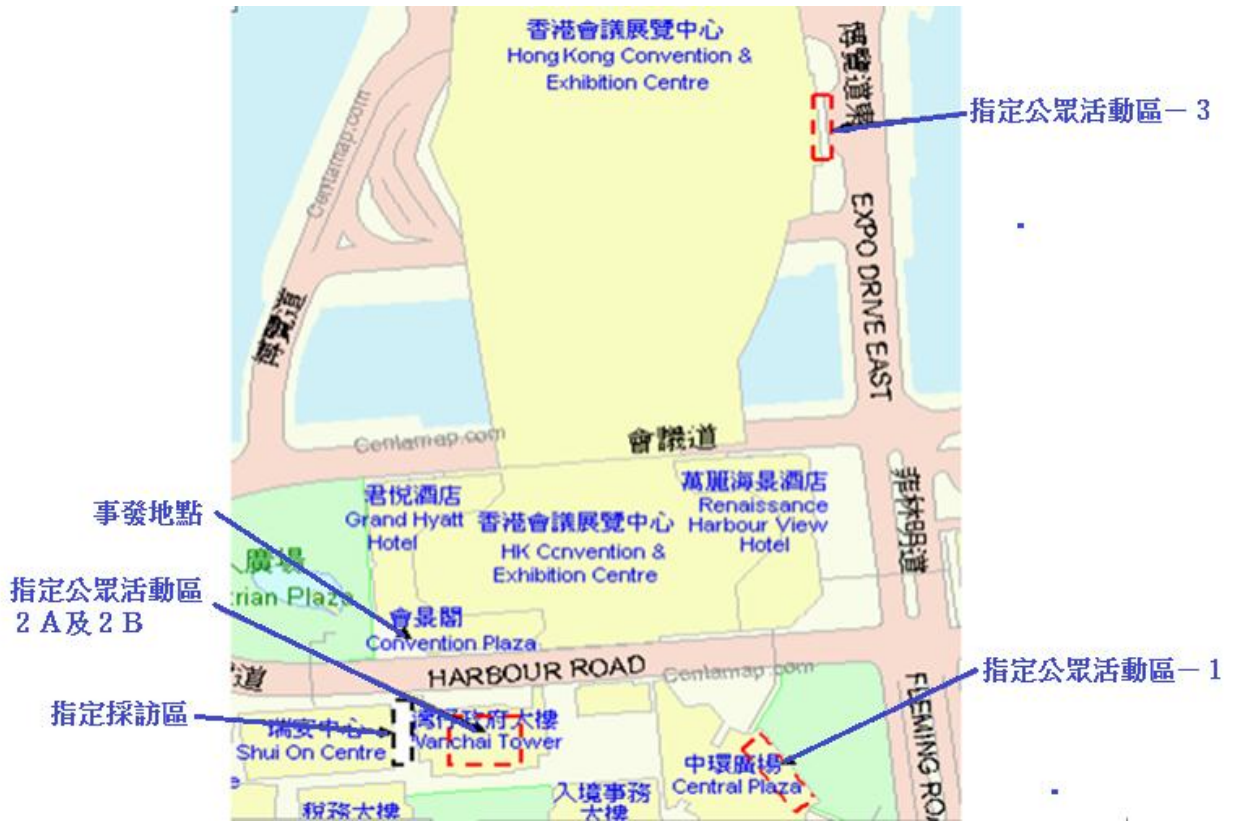 香港會議展覽中心
Hong Kong Convention &
Exhibition Centre
博覽道東
指定公眾活動區－3
Centamap.com
EXPO DRIVE EAST
博覽道
Centamap.com
會議道
君悅酒店
Grand Hyatt
Hotel
香港會議展覽中心
HK Convention &
Exhibition Centre
萬麗海景酒店
Renaissance
Harbour View
Hotel
菲林明道
事發地點
廣場
trian Plaza
指定公眾活動區
2A及2B
會景閣
Convention Plaza
HARBOUR ROAD
Centamap.com
道
指定公眾活動區－1
FLEMING ROA
指定採訪區
瑞安中心
Shui On Centre
灣仔政府大樓
Wanchai Tower
中環廣場
Central Plaza
稅務大樓
入境事務
大樓